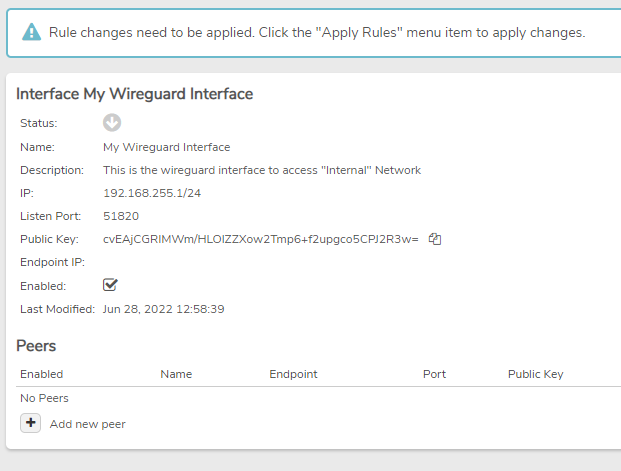 Rule changes need to be applied. Click the "Apply Rules" menu item to apply changes.
Interface My Wireguard Interface
Status:
Name: My Wireguard Interface
Description: This is the wireguard interface to access "Internal" Network
IP: 192.168.255.1/24
Listen Port: 51820
Public Key: cvEAjCGRIMWm/HLOIZZXow2Tmp6+f2upgco5CPJ2R3w=
Endpoint IP:
Enabled:
Last Modified: Jun 28, 2022 12:58:39
Peers
Enabled Name Endpoint Port Public Key
No Peers
Add new peer